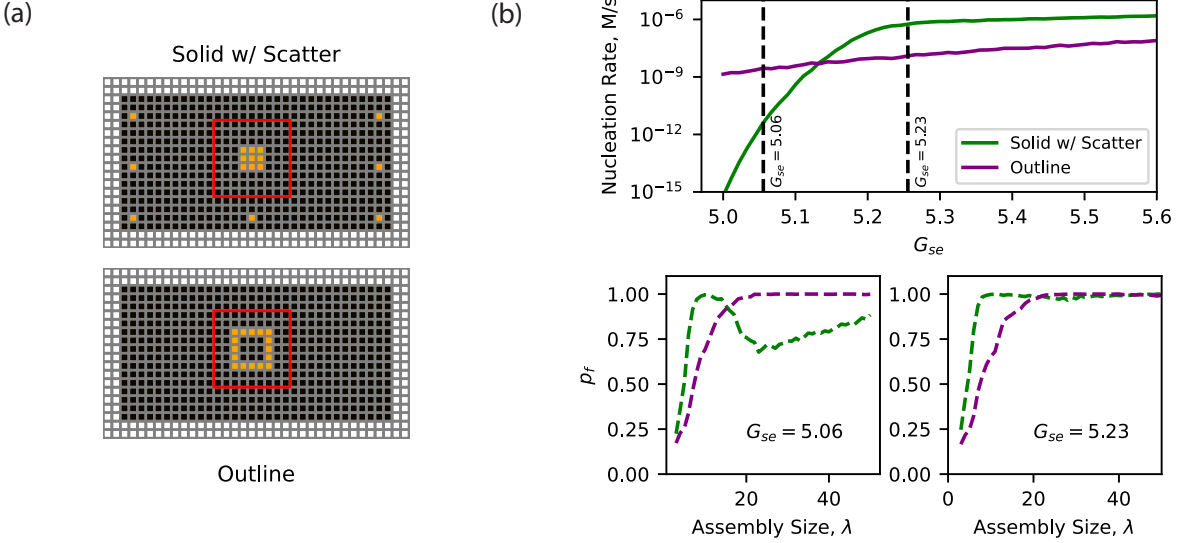 (a)
Solid w/ Scatter
Outline
(b)
Nucleation Rate, M/s
10⁻⁶
10⁻⁹
10⁻¹²
10⁻¹⁵
G_se = 5.06
G_se = 5.23
Solid w/ Scatter
Outline
5.0 5.1 5.2 5.3 5.4 5.5 5.6
G_se
p_f
1.00
0.75
0.50
0.25
0.00
G_se = 5.06
20 40
Assembly Size, λ
1.00
0.75
0.50
0.25
0.00
G_se = 5.23
0 20 40
Assembly Size, λ